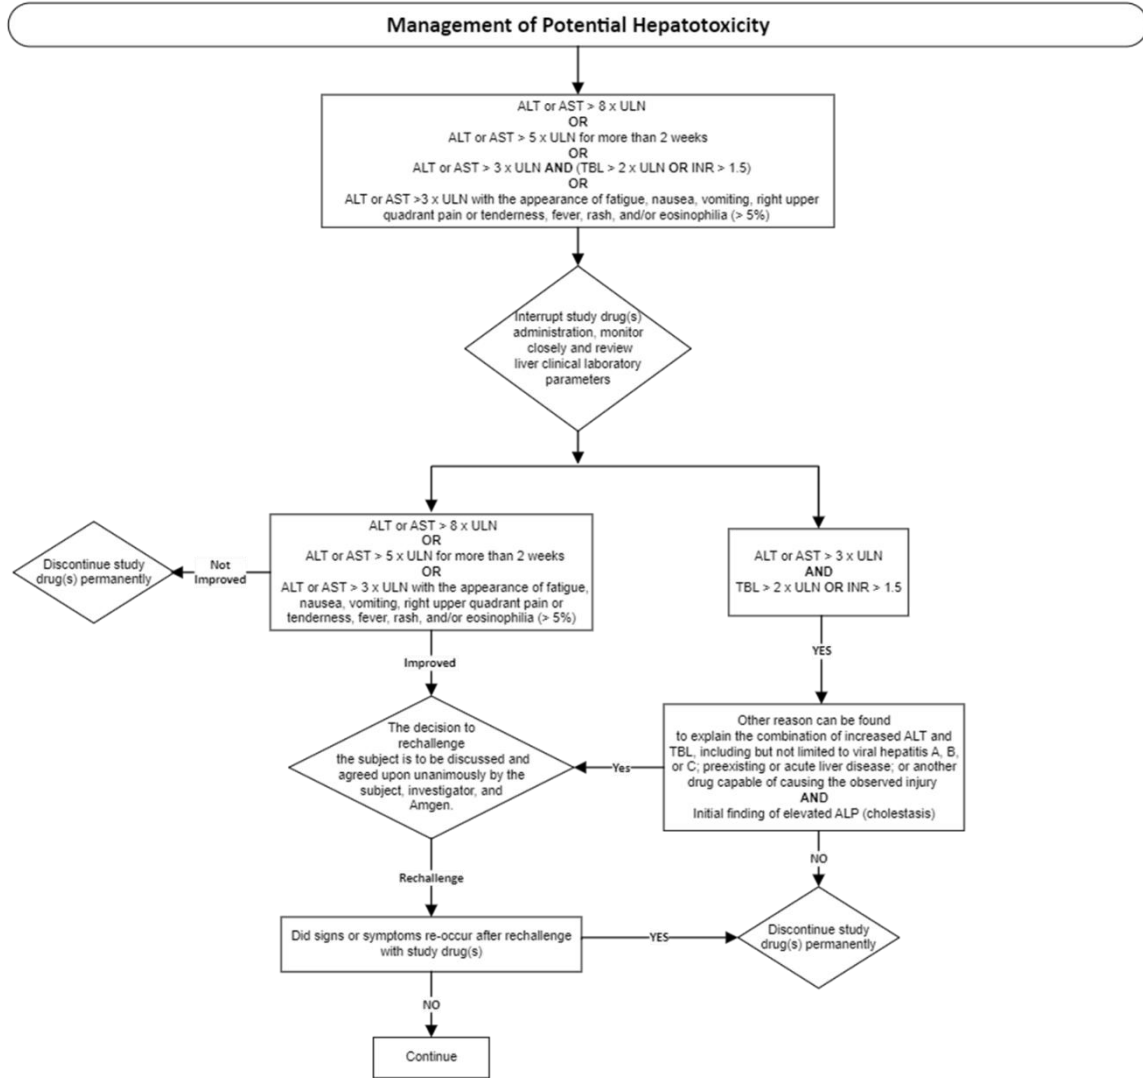 Management of Potential Hepatotoxicity
ALT or AST > 8 x ULN
OR
ALT or AST > 5 x ULN for more than 2 weeks
OR
ALT or AST > 3 x ULN AND (TBL > 2 x ULN OR INR > 1.5)
OR
ALT or AST >3 x ULN with the appearance of fatigue, nausea, vomiting, right upper
quadrant pain or tenderness, fever, rash, and/or eosinophilia (> 5%)
Interrupt study drug(s)
administration, monitor
closely and review
liver clinical laboratory
parameters
Discontinue study
drug(s) permanently
Not
Improved
ALT or AST > 8 x ULN
OR
ALT or AST > 5 x ULN for more than 2 weeks
OR
ALT or AST > 3 x ULN with the appearance of fatigue,
nausea, vomiting, right upper quadrant pain or
tenderness, fever, rash, and/or eosinophilia (> 5%)
ALT or AST > 3 x ULN
AND
TBL > 2 x ULN OR INR > 1.5
Improved
YES
The decision to
rechallenge
the subject is to be discussed and
agreed upon unanimously by the
subject, investigator, and
Amgen.
Yes
Other reason can be found
to explain the combination of increased ALT and
TBL, including but not limited to viral hepatitis A, B,
or C; preexisting or acute liver disease; or another
drug capable of causing the observed injury
AND
Initial finding of elevated ALP (cholestasis)
Rechallenge
NO
Did signs or symptoms re-occur after rechallenge
with study drug(s)
YES
Discontinue study
drug(s) permanently
NO
Continue